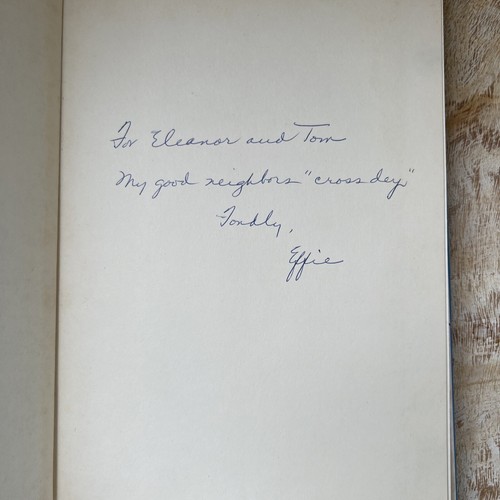 For Eleanor and Tom
My good neighbors "cross dey"
Fondly,
Effie